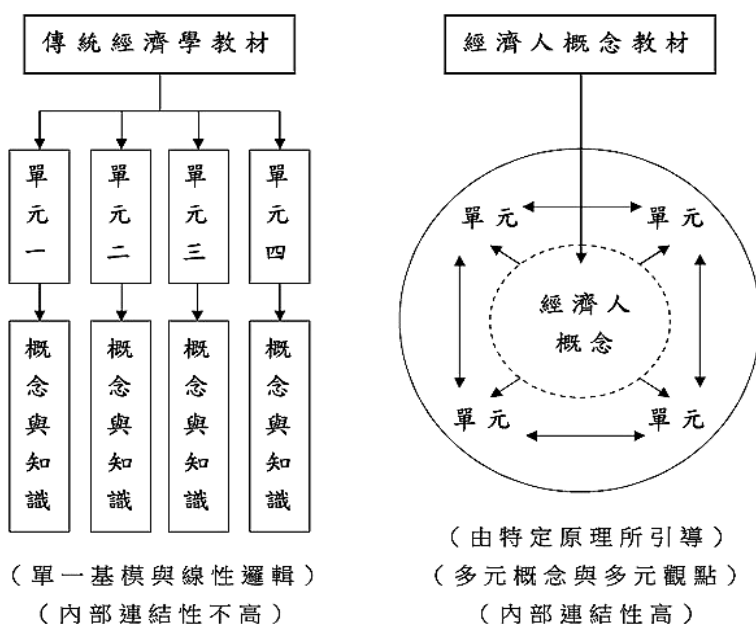 傳統經濟學教材
單元一
單元二
單元三
單元四
概念與知識
概念與知識
概念與知識
概念與知識
（單一基模與線性邏輯）
（內部連結性不高）
經濟人概念教材
單元
單元
經濟人
概念
單元
單元
（由特定原理所引導）
（多元概念與多元觀點）
（內部連結性高）